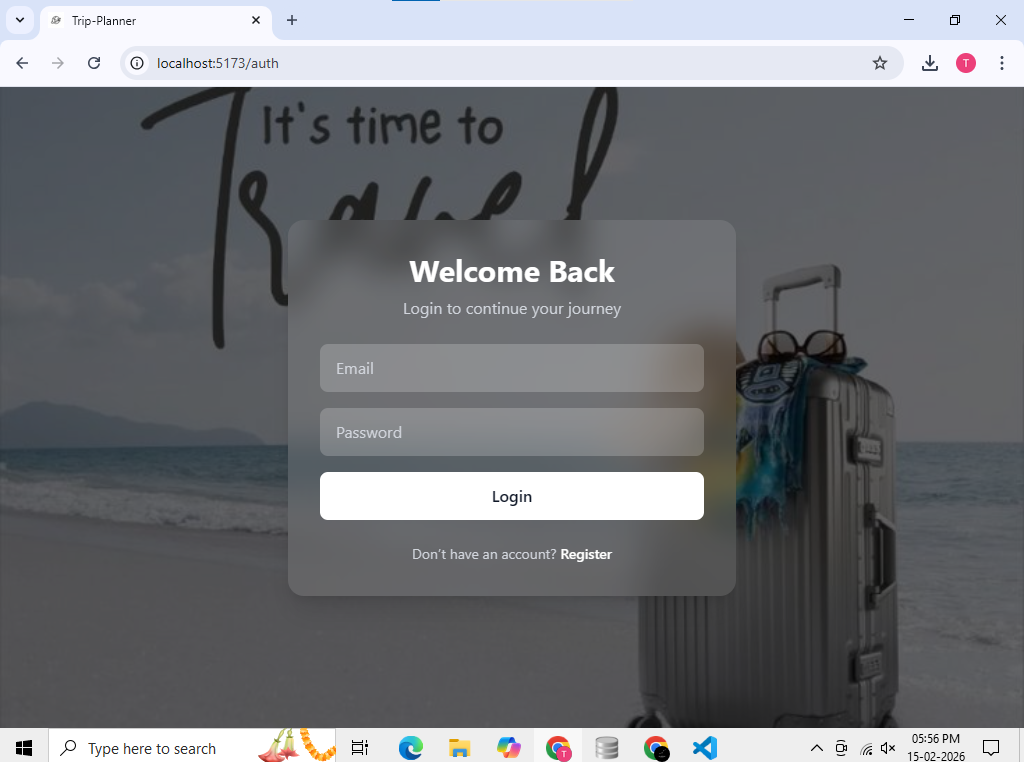 Trip-Planner
localhost:5173/auth
T
It's time to
Travel
Welcome Back
Login to continue your journey
Email
Password
Login
Don't have an account? Register
Type here to search
T
05:56 PM
15-02-2026